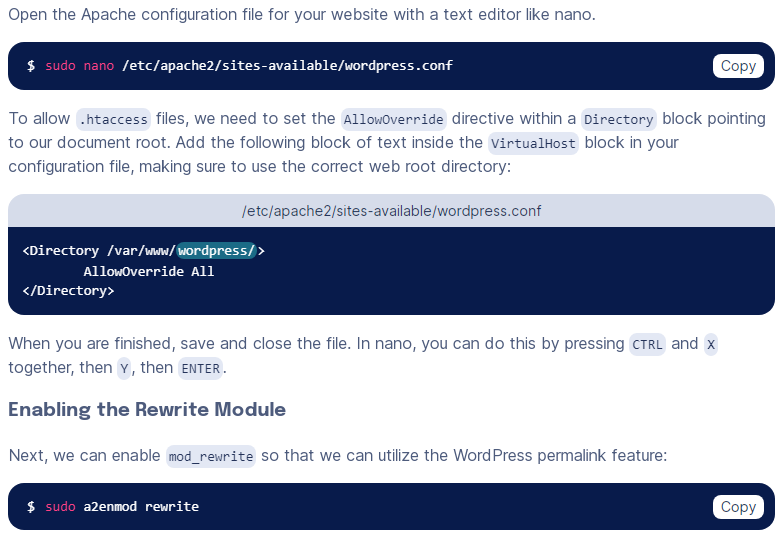 Open the Apache configuration file for your website with a text editor like nano.
$ sudo nano /etc/apache2/sites-available/wordpress.conf
Copy
To allow .htaccess files, we need to set the AllowOverride directive within a Directory block pointing
to our document root. Add the following block of text inside the VirtualHost block in your
configuration file, making sure to use the correct web root directory:
/etc/apache2/sites-available/wordpress.conf
<Directory /var/www/wordpress/>
        AllowOverride All
</Directory>
When you are finished, save and close the file. In nano, you can do this by pressing CTRL and X
together, then Y, then ENTER.
Enabling the Rewrite Module
Next, we can enable mod_rewrite so that we can utilize the WordPress permalink feature:
$ sudo a2enmod rewrite
Copy